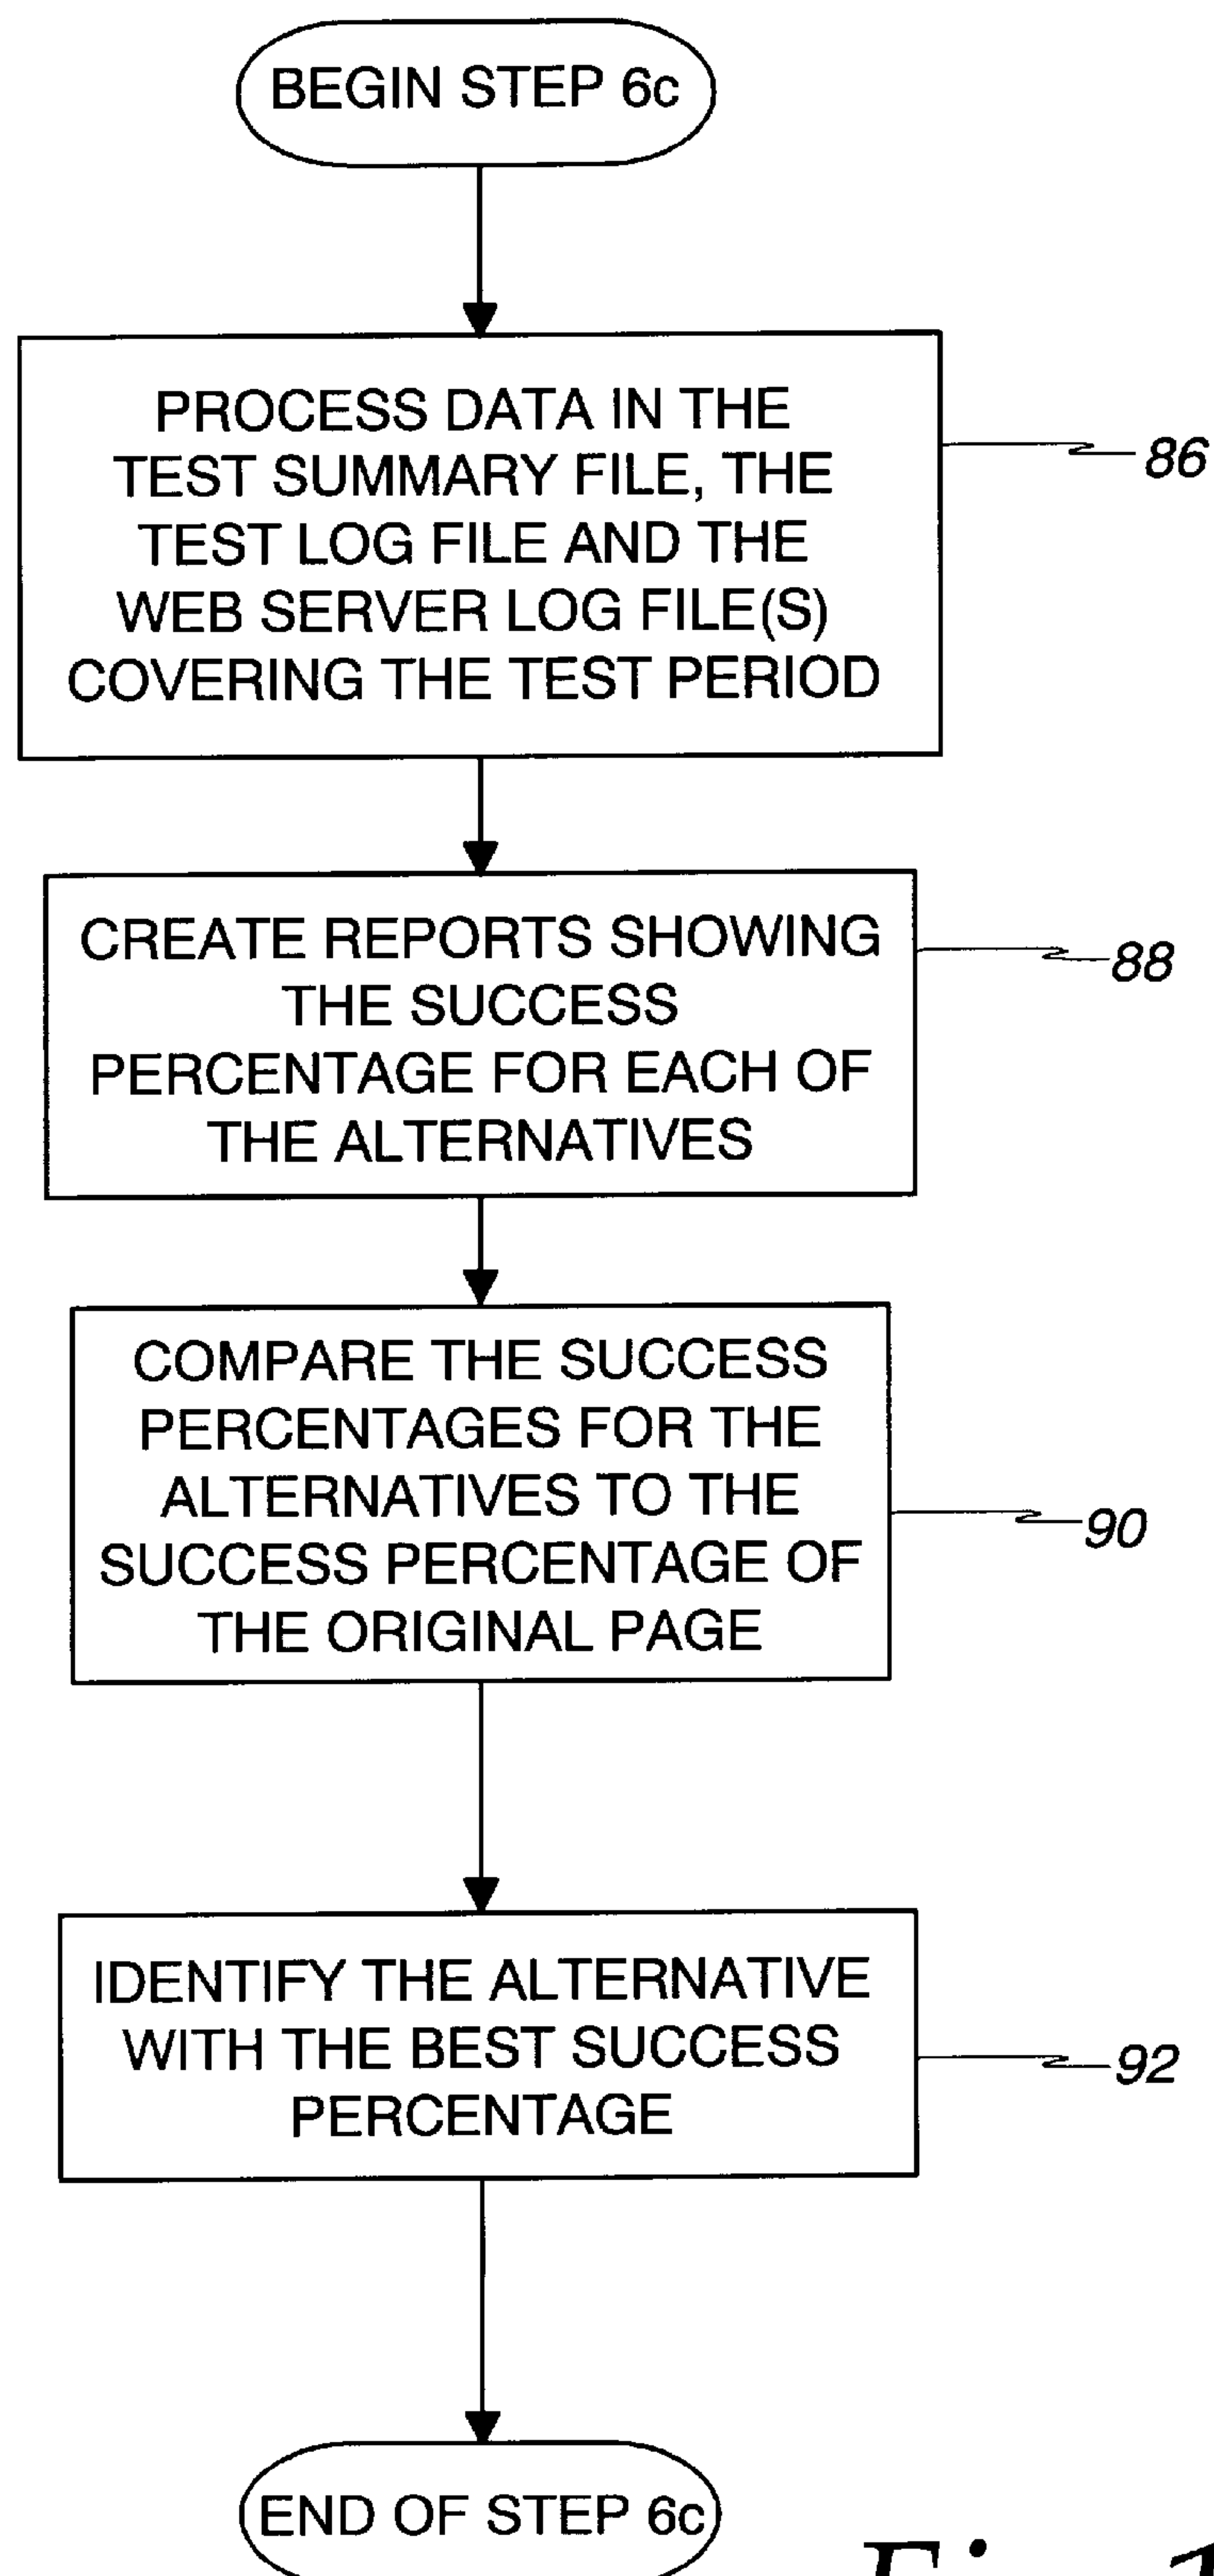 BEGIN STEP 6c
PROCESS DATA IN THE
TEST SUMMARY FILE, THE
TEST LOG FILE AND THE
WEB SERVER LOG FILE(S)
COVERING THE TEST PERIOD
86
CREATE REPORTS SHOWING
THE SUCCESS
PERCENTAGE FOR EACH OF
THE ALTERNATIVES
88
COMPARE THE SUCCESS
PERCENTAGES FOR THE
ALTERNATIVES TO THE
SUCCESS PERCENTAGE OF
THE ORIGINAL PAGE
90
IDENTIFY THE ALTERNATIVE
WITH THE BEST SUCCESS
PERCENTAGE
92
END OF STEP 6c